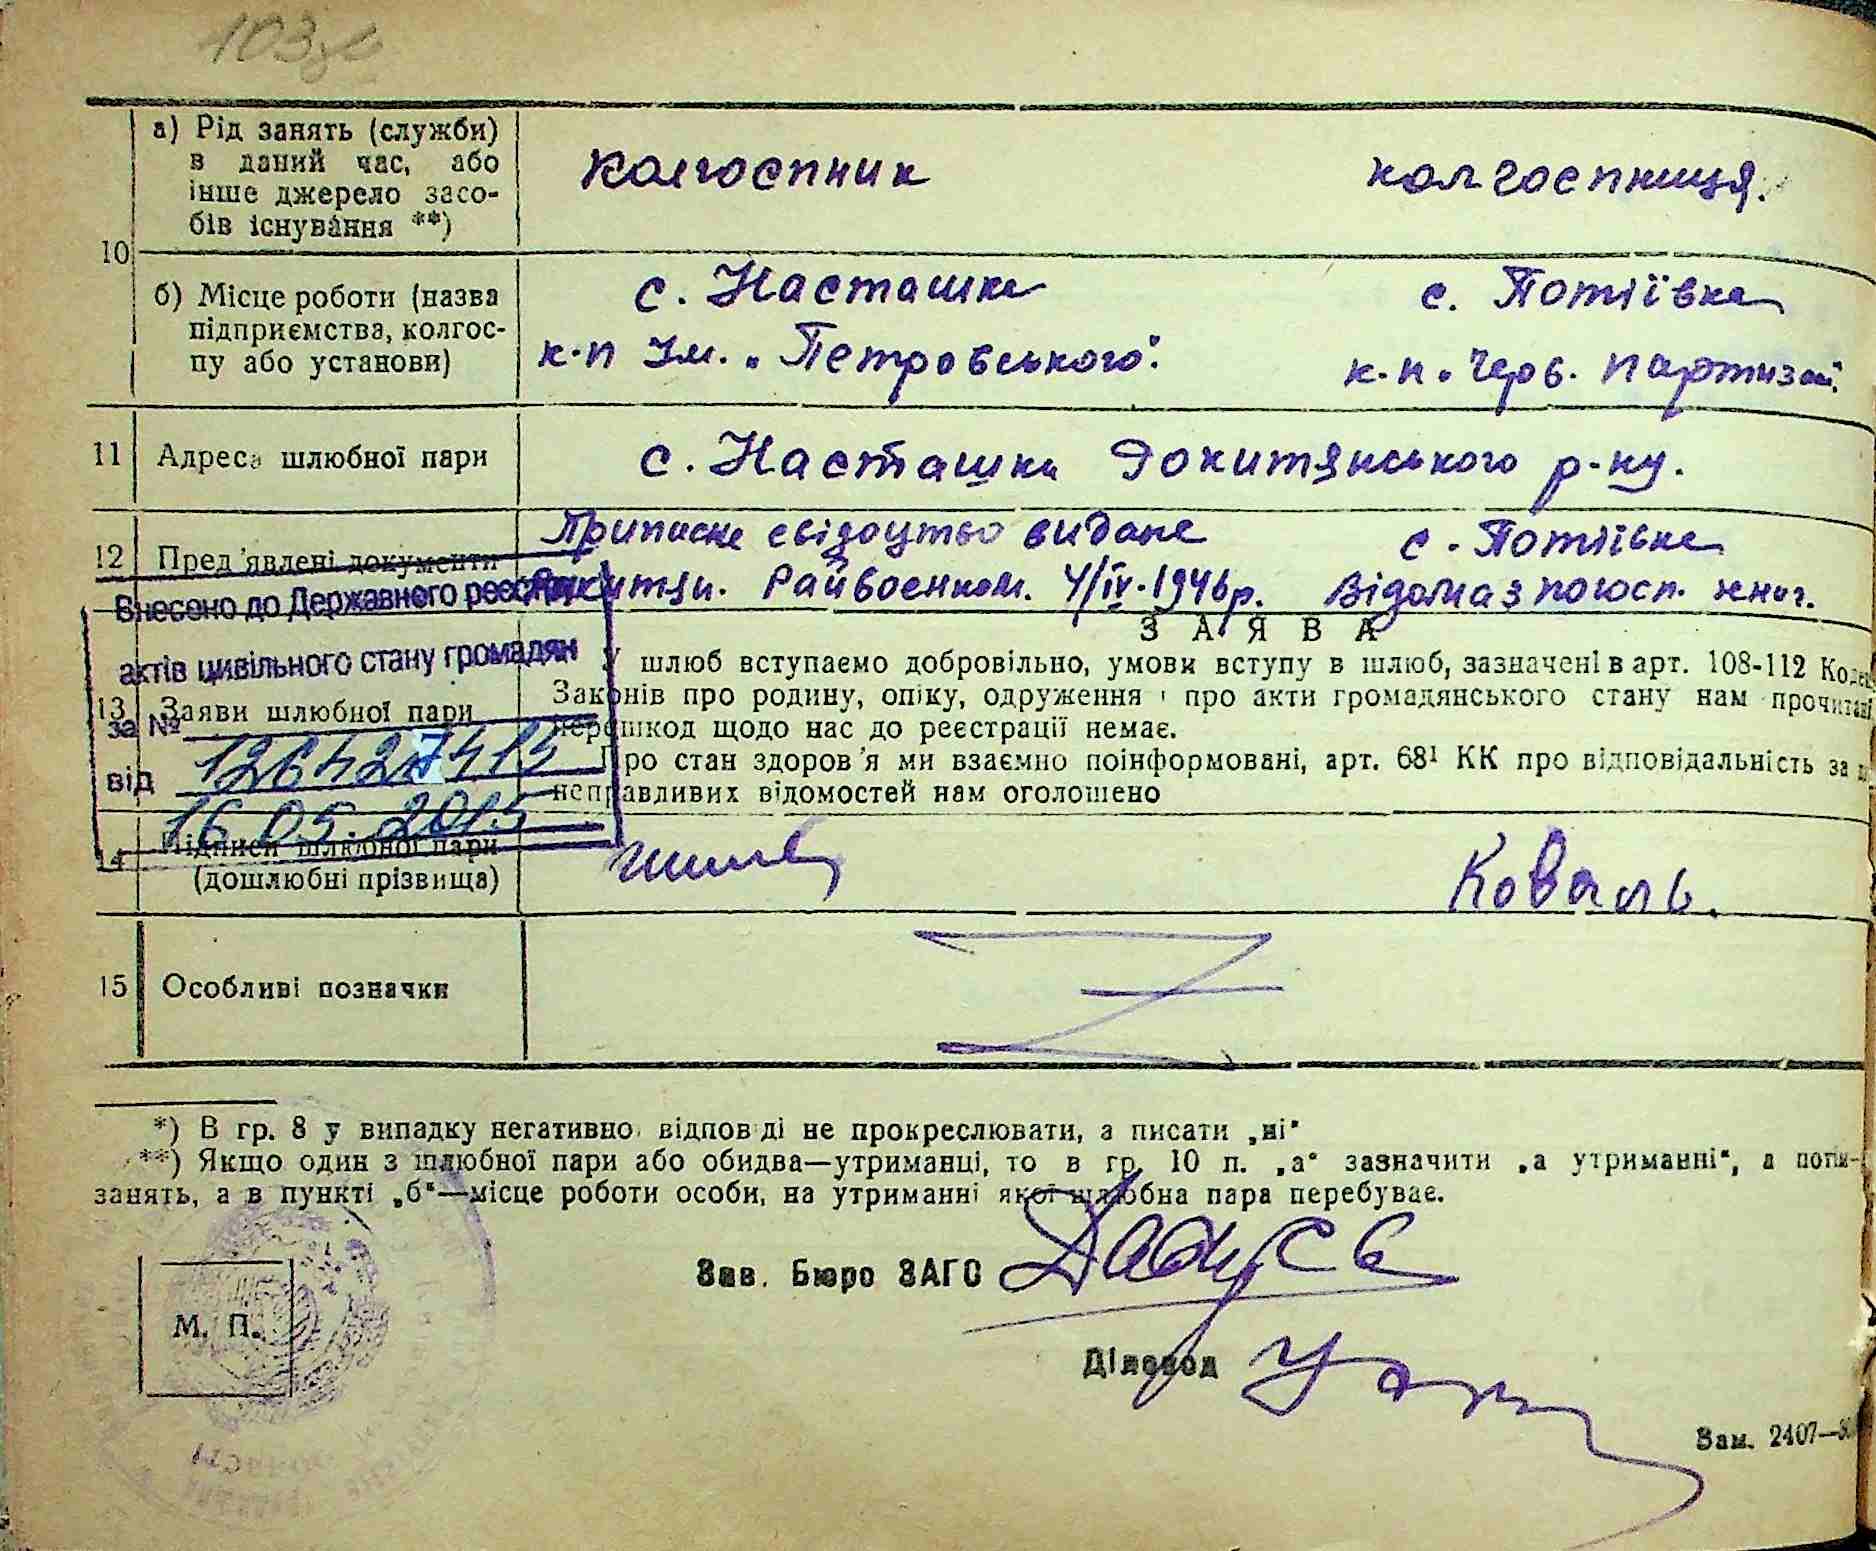 103
а) Рід занять (служби) в даний час, або інше джерело засобів існування **)
колгоспник
колгоспниця.
10
б) Місце роботи (назва підприємства, колгоспу або установи)
с. Насташка
к-п Ім. „Петровського".
с. Потіївка
к-п „Черв. партизан"
11 Адреса шлюбної пари
с. Насташка Рокитянського р-ну.
12 Пред'явлені документи
Приписне свідоцтво видане
Рокитян. Райвоенком. 4/IV-1946р.
с. Потіївка
Відома з погосп. книг.
Внесено до Державного реєстру
актів цивільного стану громадян
за №
від
16.05.2015
13 Заяви шлюбної пари
ЗАЯВА
У шлюб вступаємо добровільно, умови вступу в шлюб, зазначені в арт. 108-112
Законів про родину, опіку, одруження і про акти громадянського стану нам прочитані
перешкод щодо нас до реєстрації немає.
Про стан здоров'я ми взаємно поінформовані, арт. 68¹ КК про відповідальність за
неправдивих відомостей нам оголошено
14 Підписи шлюбної пари
(дошлюбні прізвища)
Коваль.
15 Особливі позначки
*) В гр. 8 у випадку негативно відповді не прокреслювати, а писати „ні"
**) Якщо один з шлюбної пари або обидва—утриманці, то в гр. 10 п. „а" зазначити „а утриманні", а
занять, а в пункті „б"—місце роботи особи, на утриманні якої шлюбна пара перебуває.
Зав. Бюро ЗАГС
М. П.
Діловод
Зам. 2407—